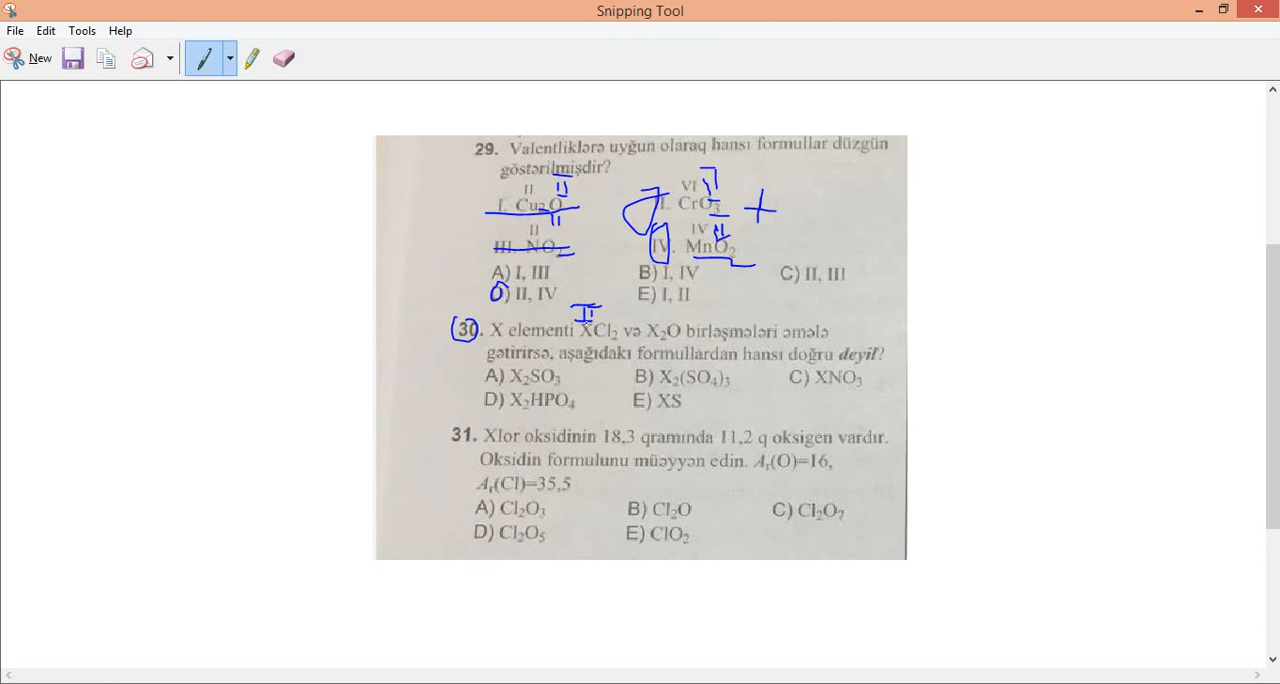 Snipping Tool
File Edit Tools Help
New
29. Valentliklərə uyğun olaraq hansı formullar düzgün
göstərilmişdir?
II II VI
I. Cu₂O I. CrO₃
II II IV II
III. NO₂ IV. MnO₂
A) I, III B) I, IV C) II, III
) II, IV E) I, II
II
30. X elementi XCl₂ və X₂O birləşmələri əmələ
gətirirsə, aşağıdakı formullardan hansı doğru deyil?
A) X₂SO₃ B) X₂(SO₄)₃ C) XNO₃
D) X₂HPO₄ E) XS
31. Xlor oksidinin 18,3 qramında 11,2 q oksigen vardır.
Oksidin formulunu müəyyən edin. Aᵣ(O)=16,
Aᵣ(Cl)=35,5
A) Cl₂O₃ B) Cl₂O C) Cl₂O₇
D) Cl₂O₅ E) ClO₂